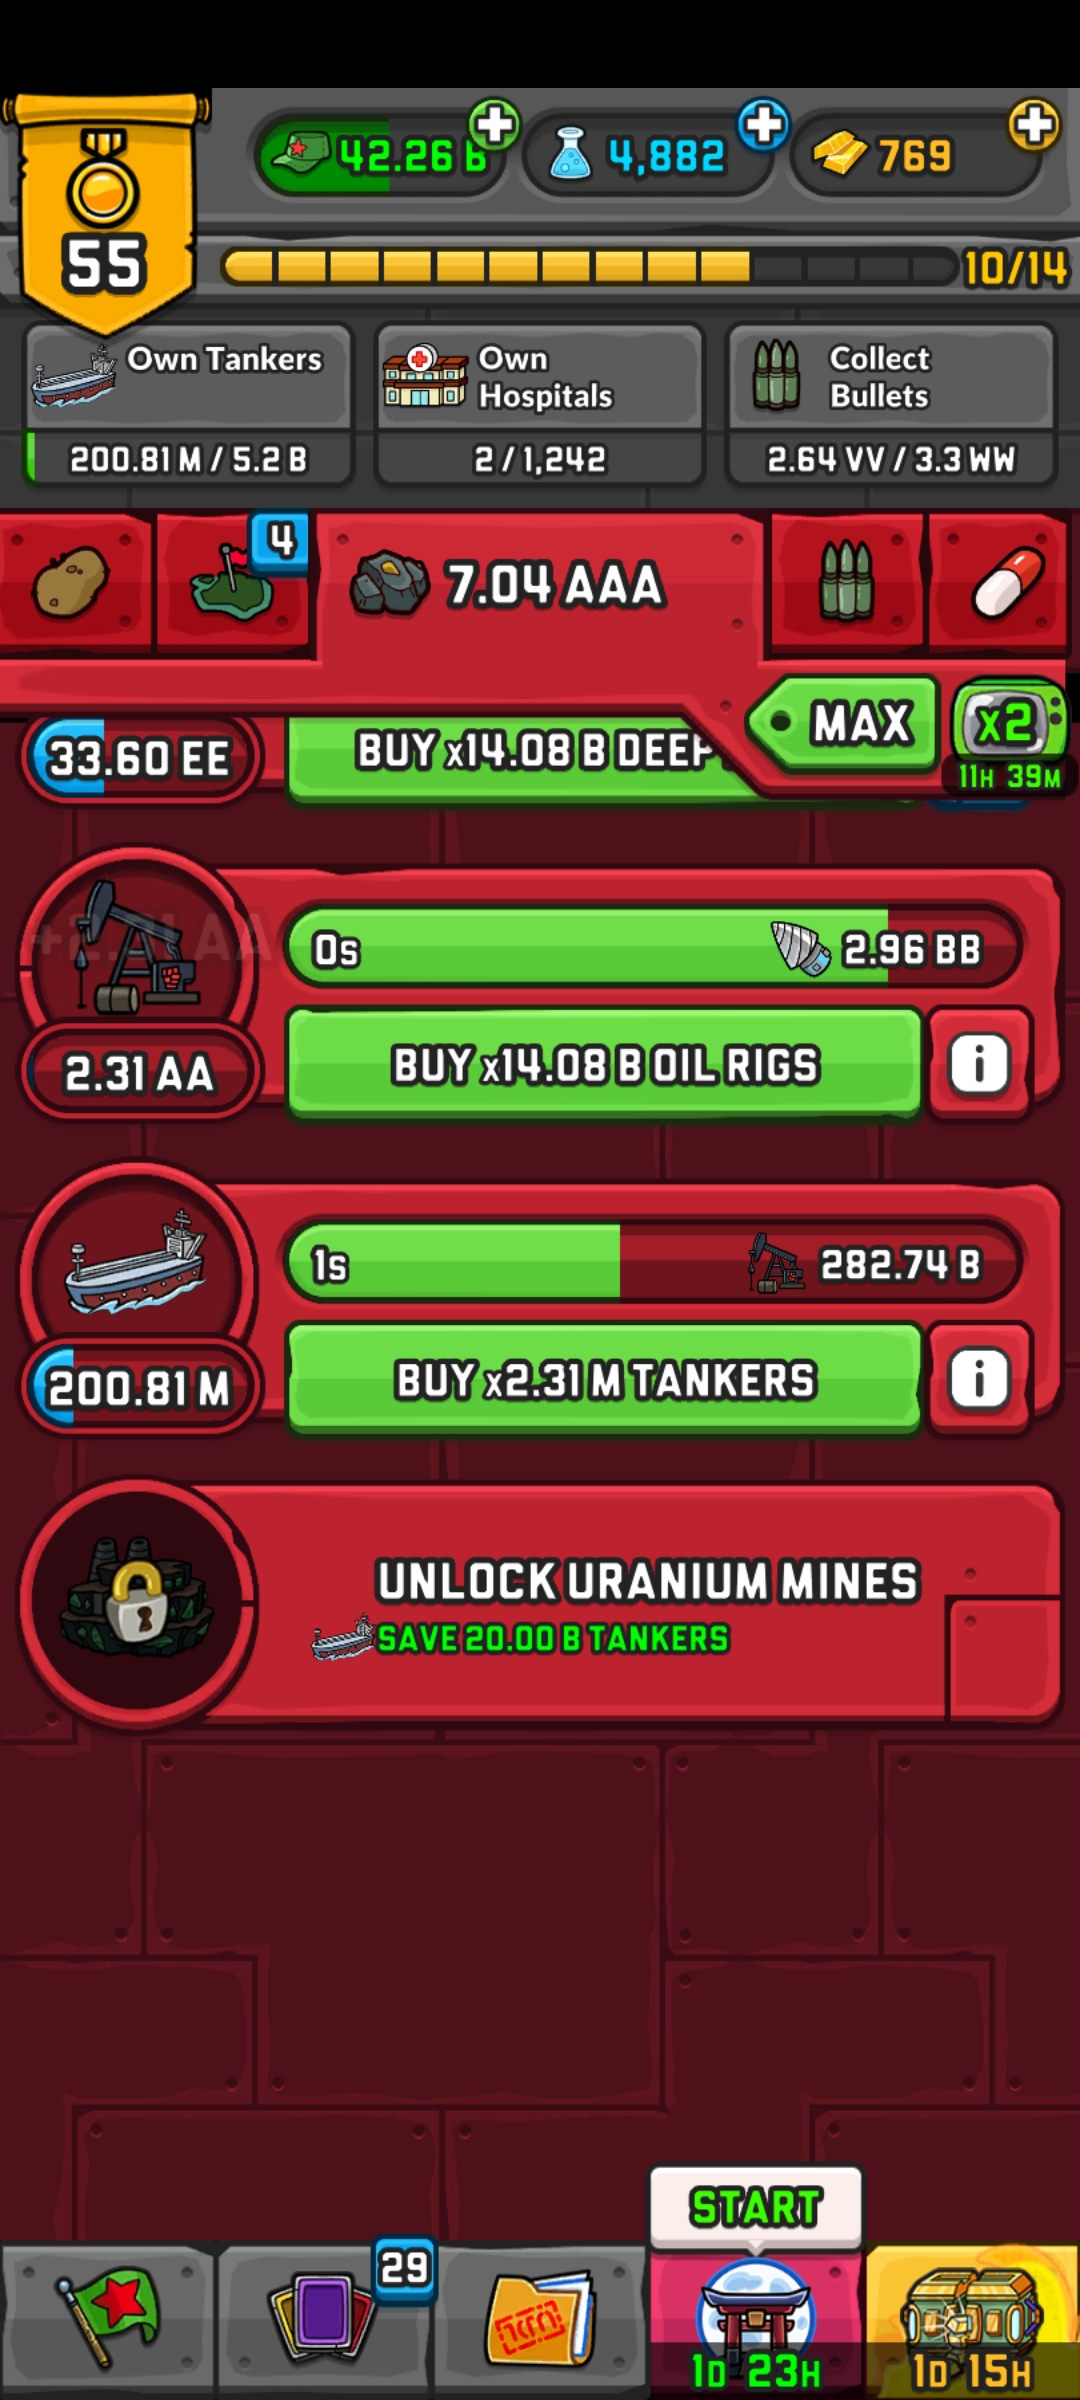 42.26 B
4,882
769
55
10/14
Own Tankers
200.81 M / 5.2 B
Own
Hospitals
2 / 1,242
Collect
Bullets
2.64 VV / 3.3 WW
4
7.04 AAA
MAX
x2
11H 39M
33.60 EE
BUY x14.08 B DEEP
0s
2.96 BB
2.31 AA
BUY x14.08 B OIL RIGS
i
1s
282.74 B
200.81 M
BUY x2.31 M TANKERS
i
UNLOCK URANIUM MINES
SAVE 20.00 B TANKERS
START
29
1D 23H
1D 15H